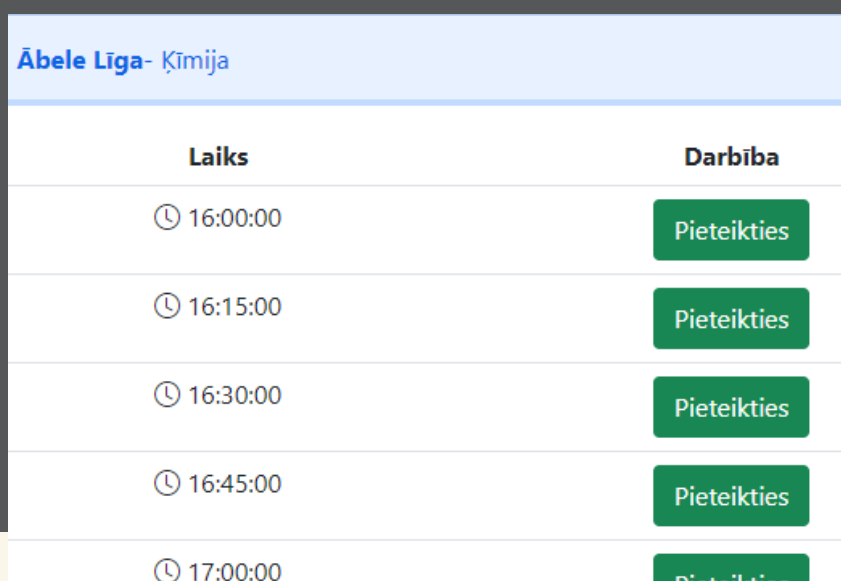 Ābele Līga- Ķīmija
Laiks Darbība
16:00:00 Pieteikties
16:15:00 Pieteikties
16:30:00 Pieteikties
16:45:00 Pieteikties
17:00:00 Pieteikties